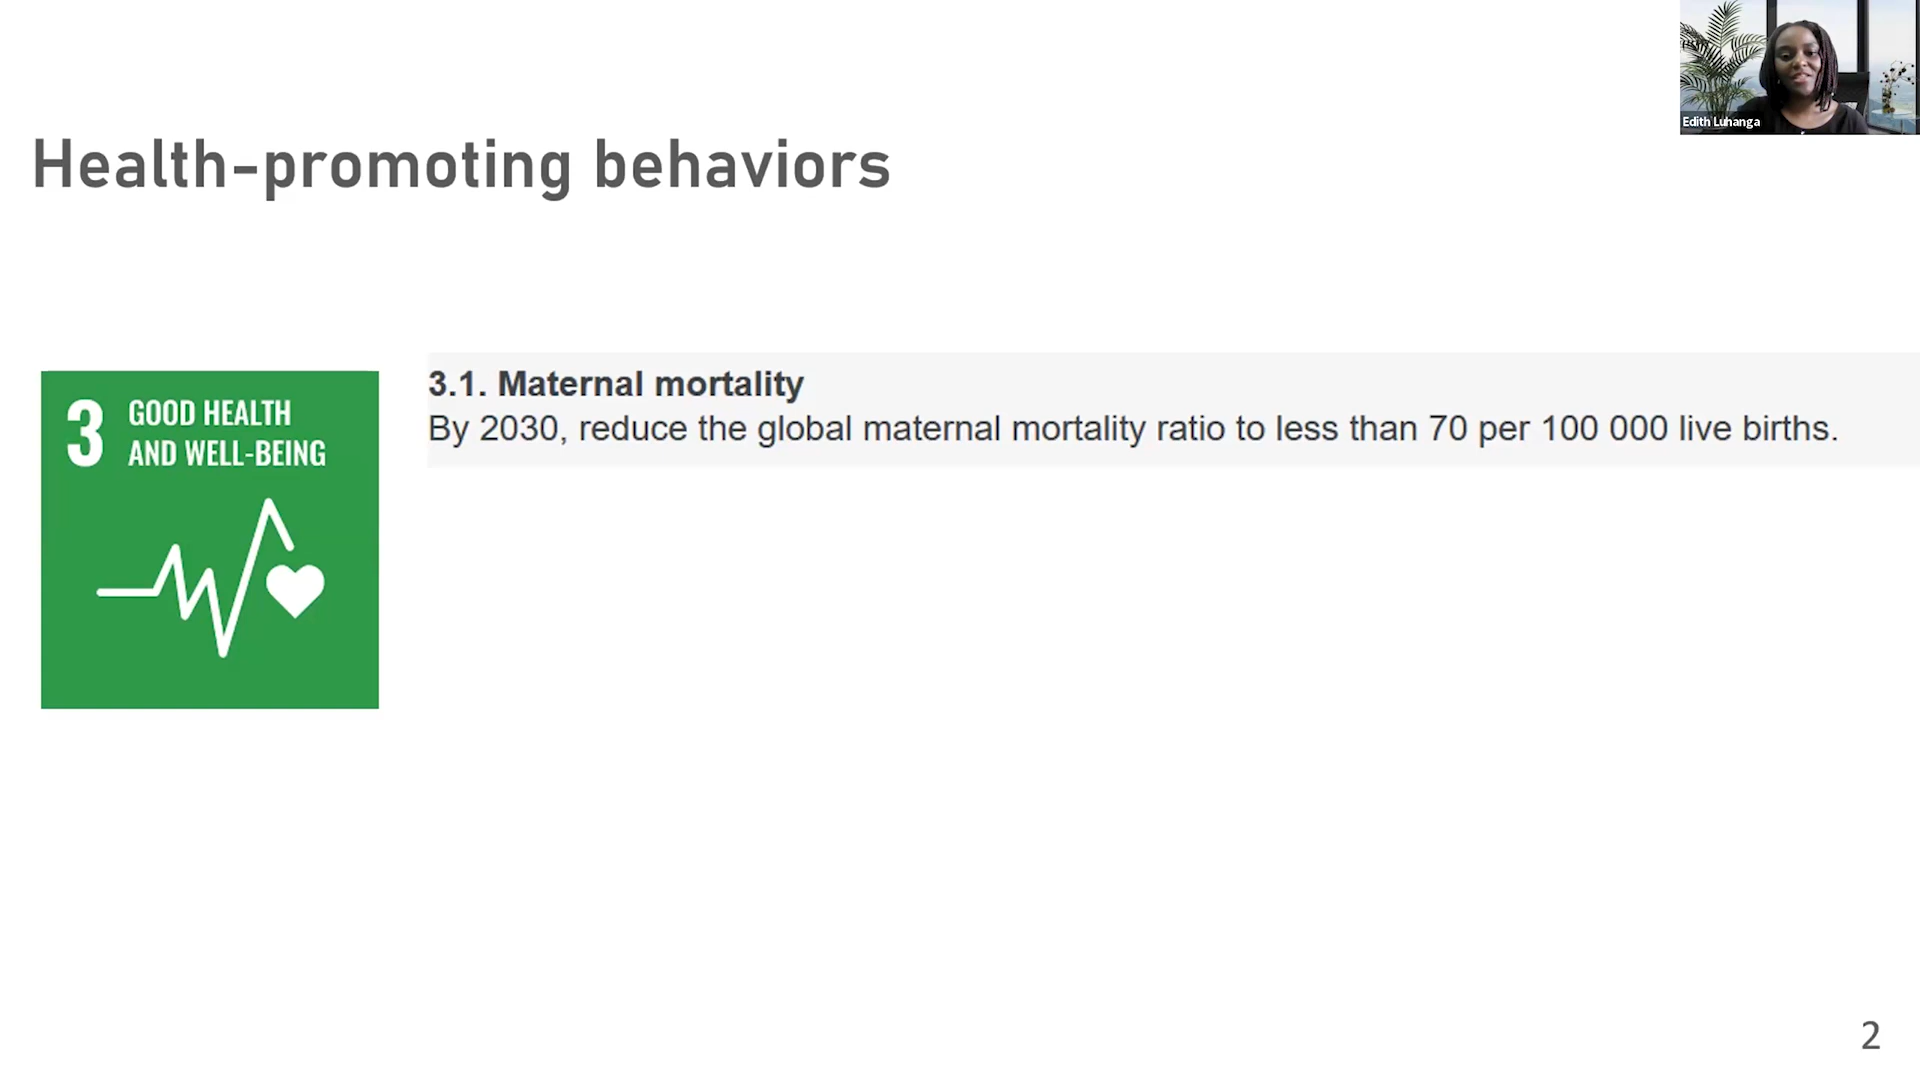 Edith Luhanga
Health-promoting behaviors
3 GOOD HEALTH
AND WELL-BEING
3.1. Maternal mortality
By 2030, reduce the global maternal mortality ratio to less than 70 per 100 000 live births.
2